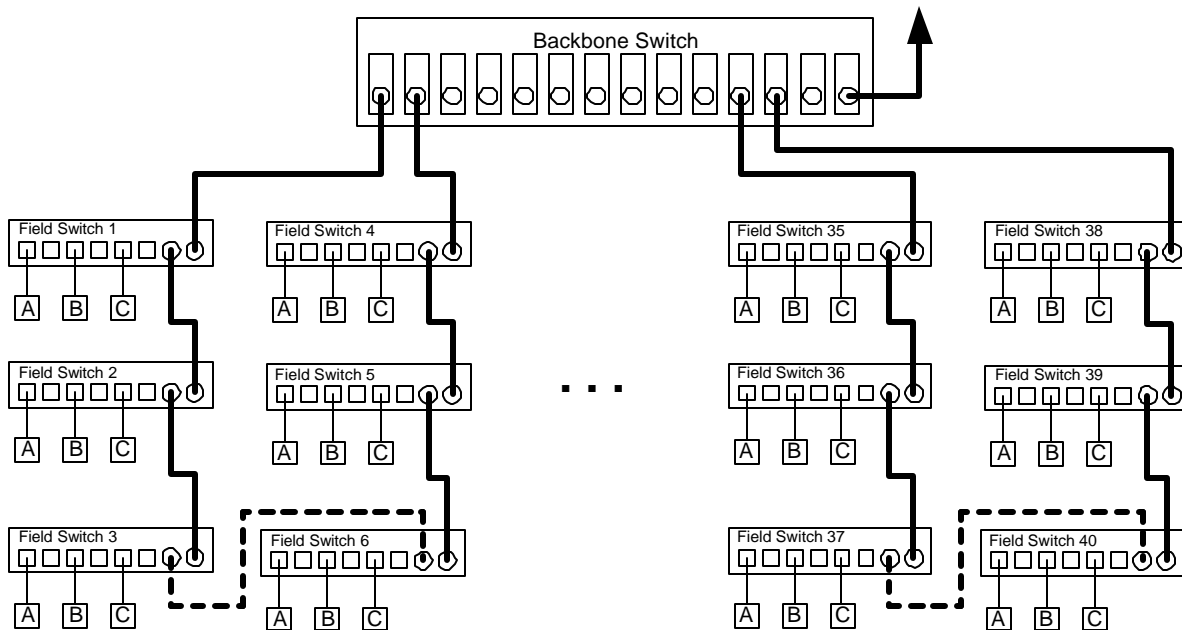 Backbone Switch
Field Switch 1
A B C
Field Switch 4
A B C
Field Switch 35
A B C
Field Switch 38
A B C
Field Switch 2
A B C
Field Switch 5
A B C
. . .
Field Switch 36
A B C
Field Switch 39
A B C
Field Switch 3
A B C
Field Switch 6
A B C
Field Switch 37
A B C
Field Switch 40
A B C